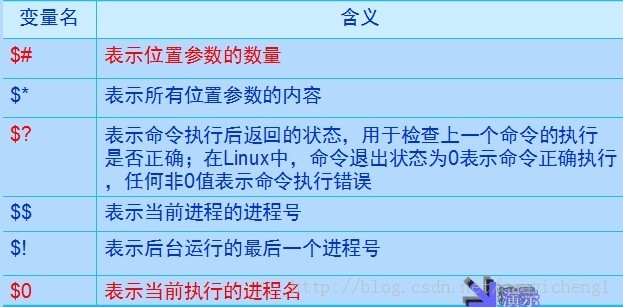 变量名 含义
$# 表示位置参数的数量
$* 表示所有位置参数的内容
$? 表示命令执行后返回的状态，用于检查上一个命令的执行
是否正确；在Linux中，命令退出状态为0表示命令正确执行
，任何非0值表示命令执行错误
$$ 表示当前进程的进程号
$! 表示后台运行的最后一个进程号
$0 表示当前执行的进程名
演示